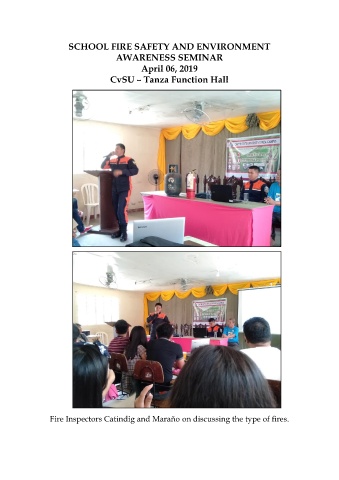 SCHOOL FIRE SAFETY AND ENVIRONMENT
AWARENESS SEMINAR
April 06, 2019
CvSU – Tanza Function Hall
Fire Inspectors Catindig and Maraño on discussing the type of fires.